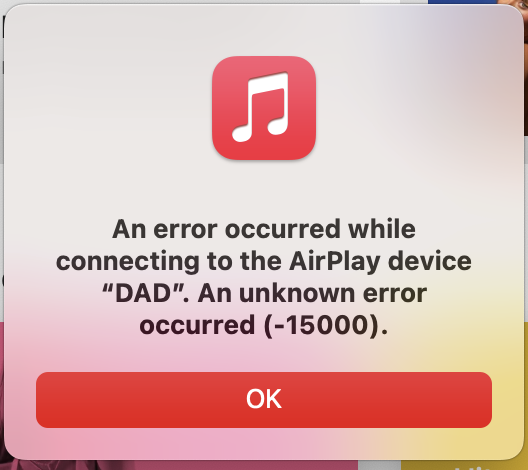 An error occurred while
connecting to the AirPlay device
“DAD”. An unknown error
occurred (-15000).
OK